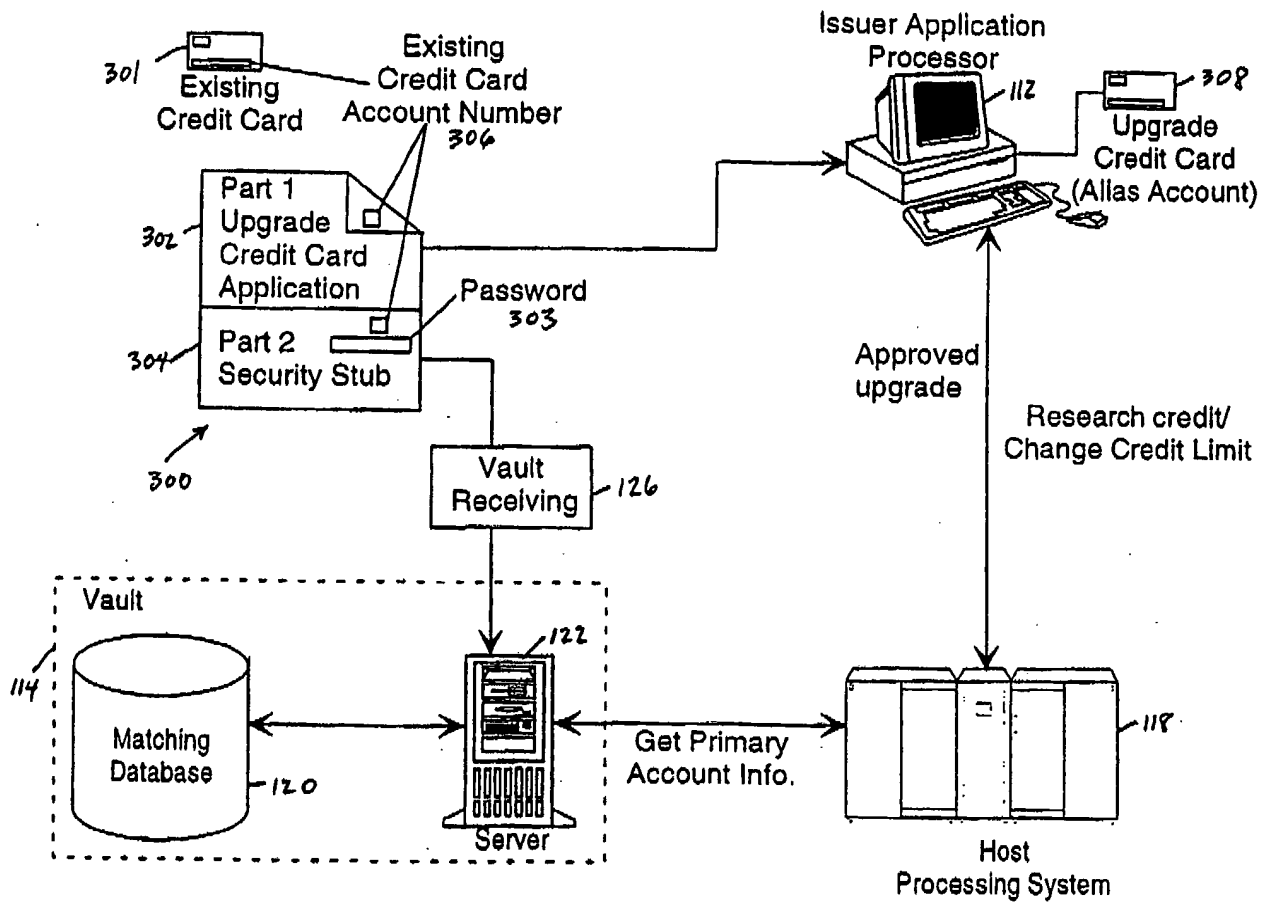 301
Existing
Credit Card
Existing
Credit Card
Account Number
306
Issuer Application
Processor
112
308
Upgrade
Credit Card
(Alias Account)
302
Part 1
Upgrade
Credit Card
Application
Password
303
304
Part 2
Security Stub
300
Vault
Receiving
126
Approved
upgrade
Research credit/
Change Credit Limit
Vault
114
Matching
Database
120
122
Server
Get Primary
Account Info.
118
Host
Processing System